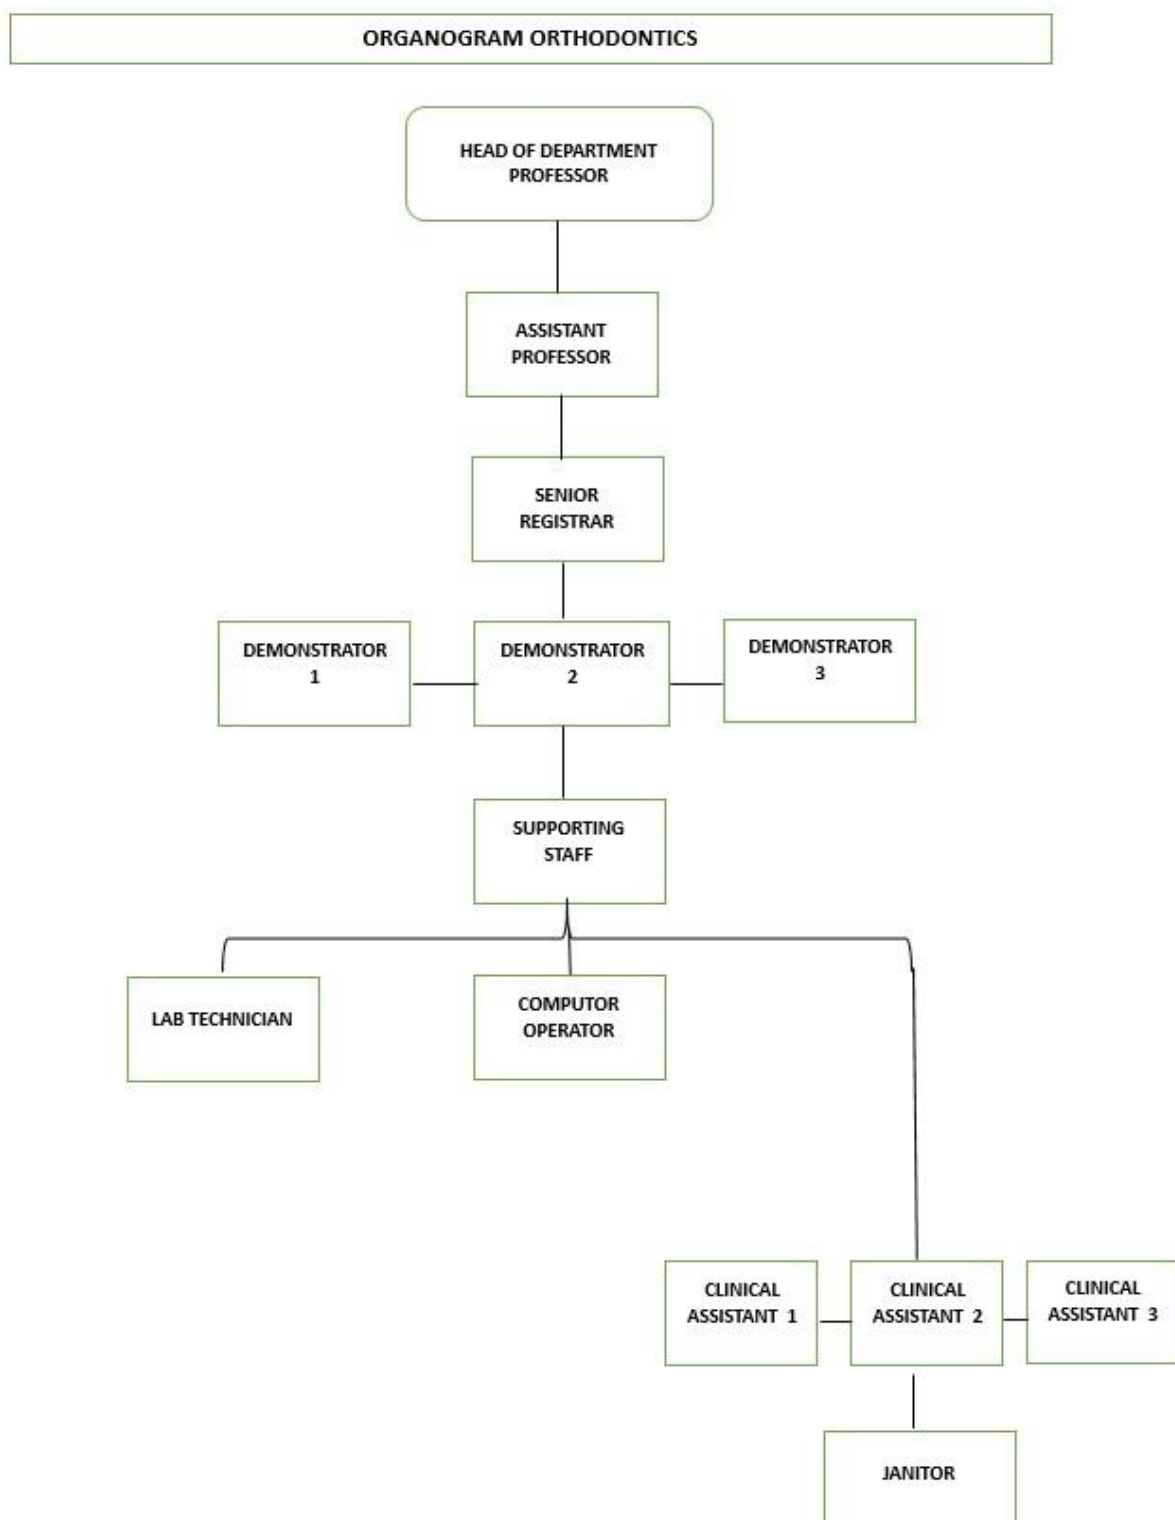 ORGANOGRAM ORTHODONTICS
HEAD OF DEPARTMENT
PROFESSOR
ASSISTANT
PROFESSOR
SENIOR
REGISTRAR
DEMONSTRATOR
1
DEMONSTRATOR
2
DEMONSTRATOR
3
SUPPORTING
STAFF
LAB TECHNICIAN
COMPUTOR
OPERATOR
CLINICAL
ASSISTANT 1
CLINICAL
ASSISTANT 2
CLINICAL
ASSISTANT 3
JANITOR